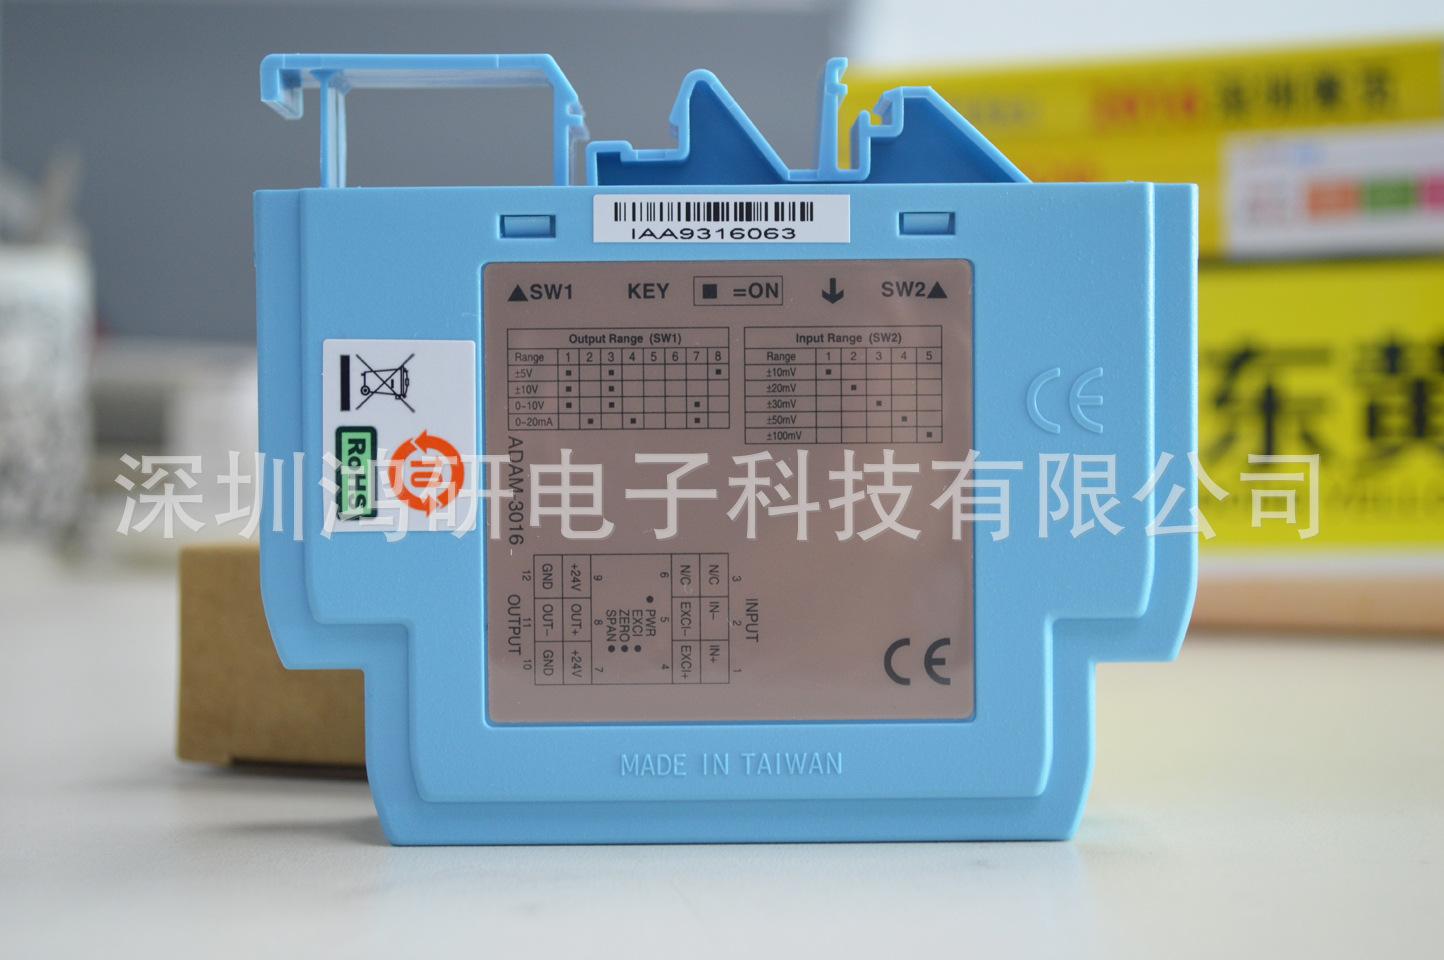 IAA9316063
▲SW1 KEY ■ =ON ↓ SW2▲
Output Range (SW1)
Range 1 2 3 4 5 6 7 8
±5V ■ ■ ■
±10V ■ ■
0~10V ■ ■ ■
0~20mA ■ ■ ■
Input Range (SW2)
Range 1 2 3 4 5
±10mV ■
±20mV ■
±30mV ■
±50mV ■
±100mV ■
CE
RoHS
10
深圳鸿研电子科技有限公司
东黄
ADAM-3016
INPUT
3 2 1
N/C IN- IN+
N/C EXCI- EXCI+
6 5 4
PWR
EXCI
ZERO
SPAN
9 8 7
+24V OUT+ +24V
GND OUT- GND
12 11 10
OUTPUT
CE
MADE IN TAIWAN